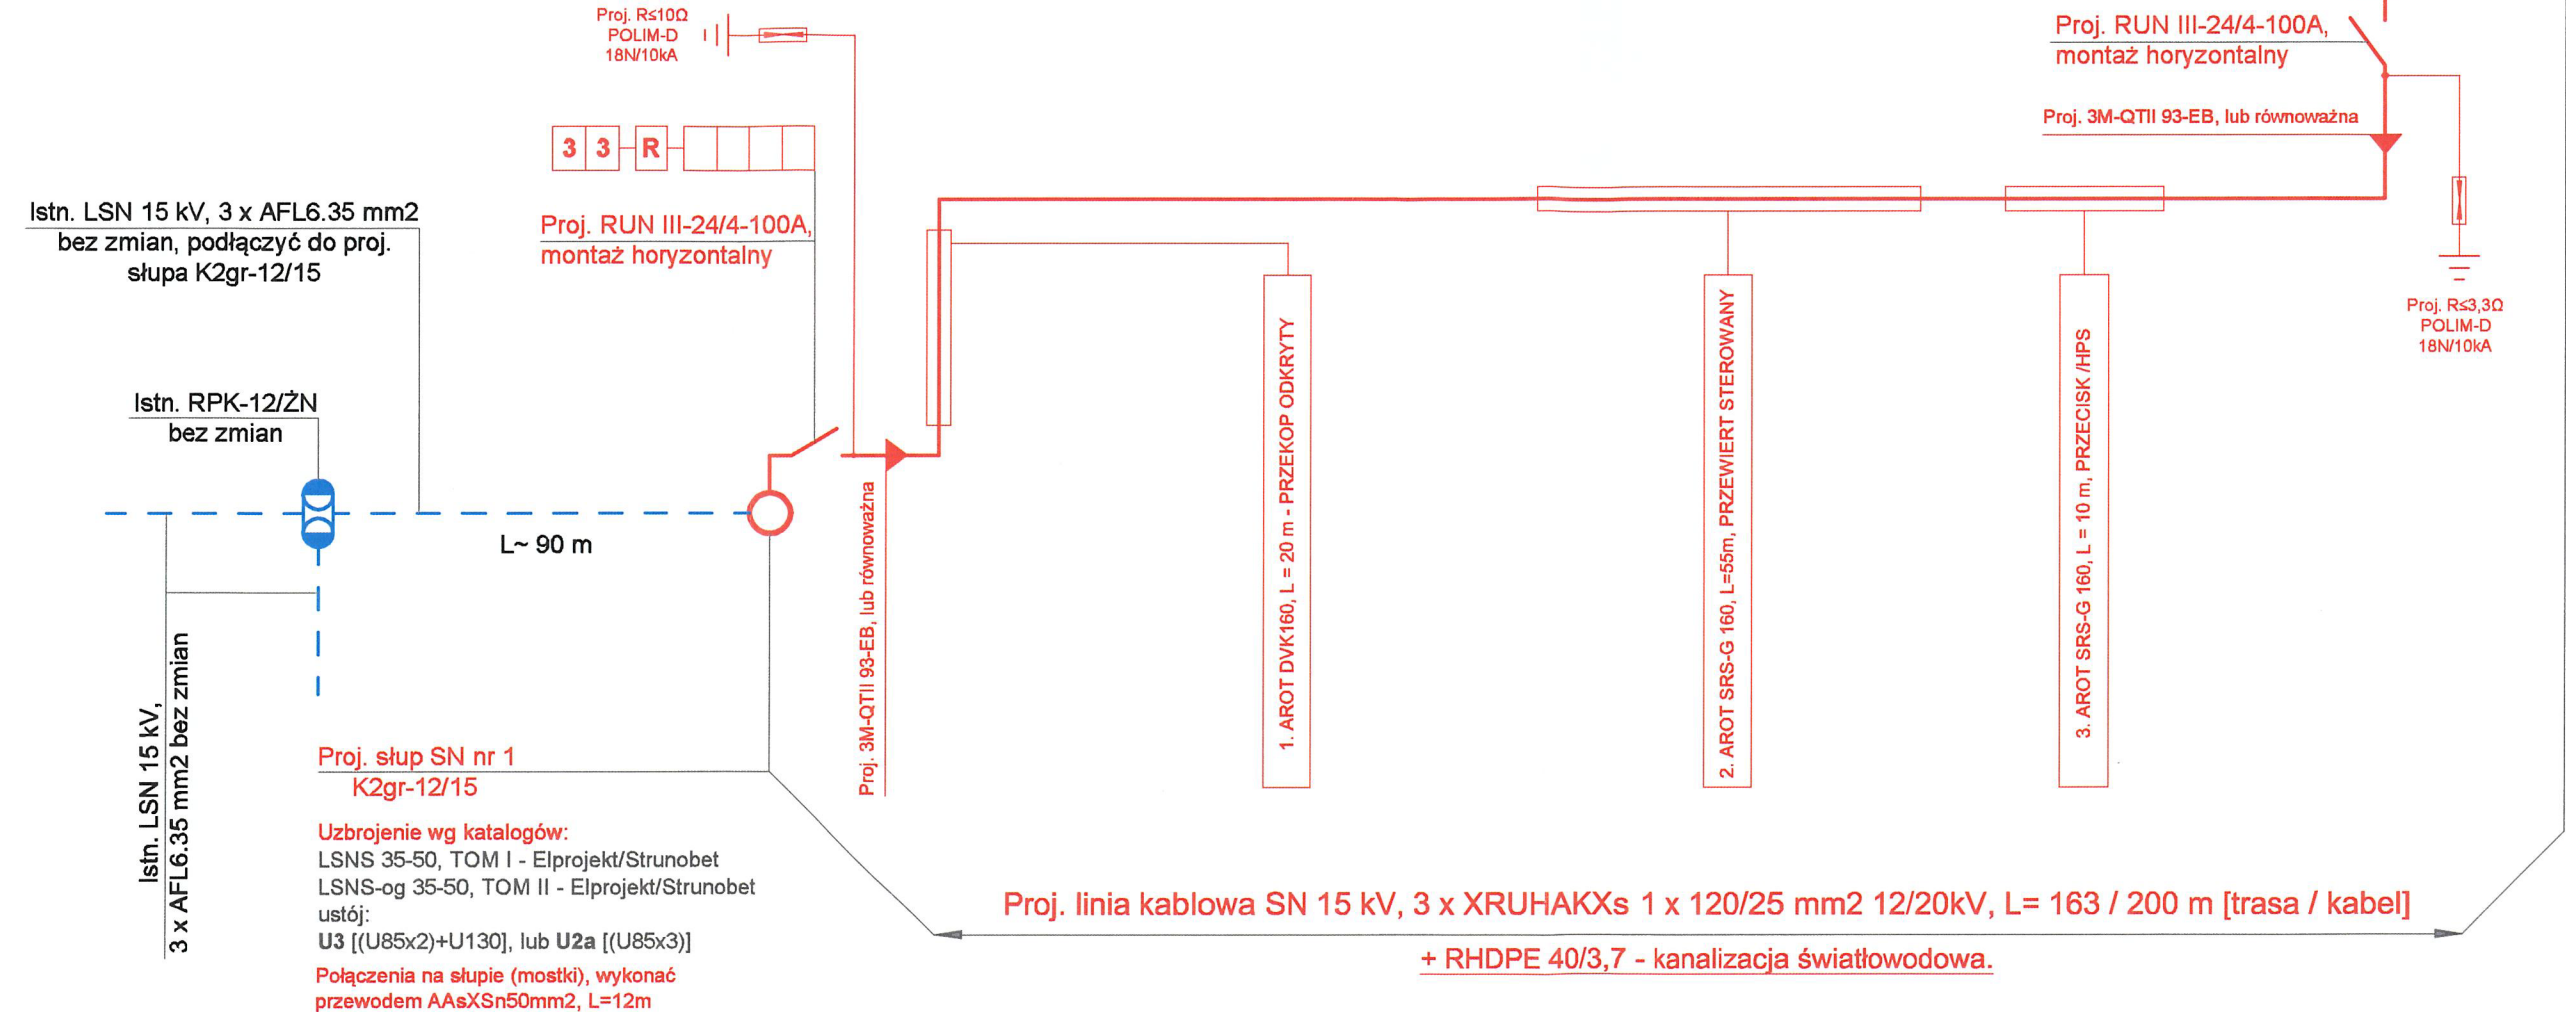 Proj. R≤10Ω
POLIM-D
18N/10kA
Proj. RUN III-24/4-100A,
montaż horyzontalny
Proj. 3M-QTII 93-EB, lub równoważna
3 3 R
Istn. LSN 15 kV, 3 x AFL6.35 mm2
bez zmian, podłączyć do proj.
słupa K2gr-12/15
Proj. RUN III-24/4-100A,
montaż horyzontalny
Proj. R≤3,3Ω
POLIM-D
18N/10kA
Istn. RPK-12/ŻN
bez zmian
L~ 90 m
Istn. LSN 15 kV,
3 x AFL6.35 mm2 bez zmian
Proj. 3M-QTII 93-EB, lub równoważna
1. AROT DVK160, L = 20 m - PRZEKOP ODKRYTY
2. AROT SRS-G 160, L=55m, PRZEWIERT STEROWANY
3. AROT SRS-G 160, L = 10 m, PRZECISK /HPS
Proj. słup SN nr 1
K2gr-12/15
Uzbrojenie wg katalogów:
LSNS 35-50, TOM I - Elprojekt/Strunobet
LSNS-og 35-50, TOM II - Elprojekt/Strunobet
ustój:
U3 [(U85x2)+U130], lub U2a [(U85x3)]
Połączenia na słupie (mostki), wykonać
przewodem AAsXSn50mm2, L=12m
Proj. linia kablowa SN 15 kV, 3 x XRUHAKXs 1 x 120/25 mm2 12/20kV, L= 163 / 200 m [trasa / kabel]
+ RHDPE 40/3,7 - kanalizacja światłowodowa.